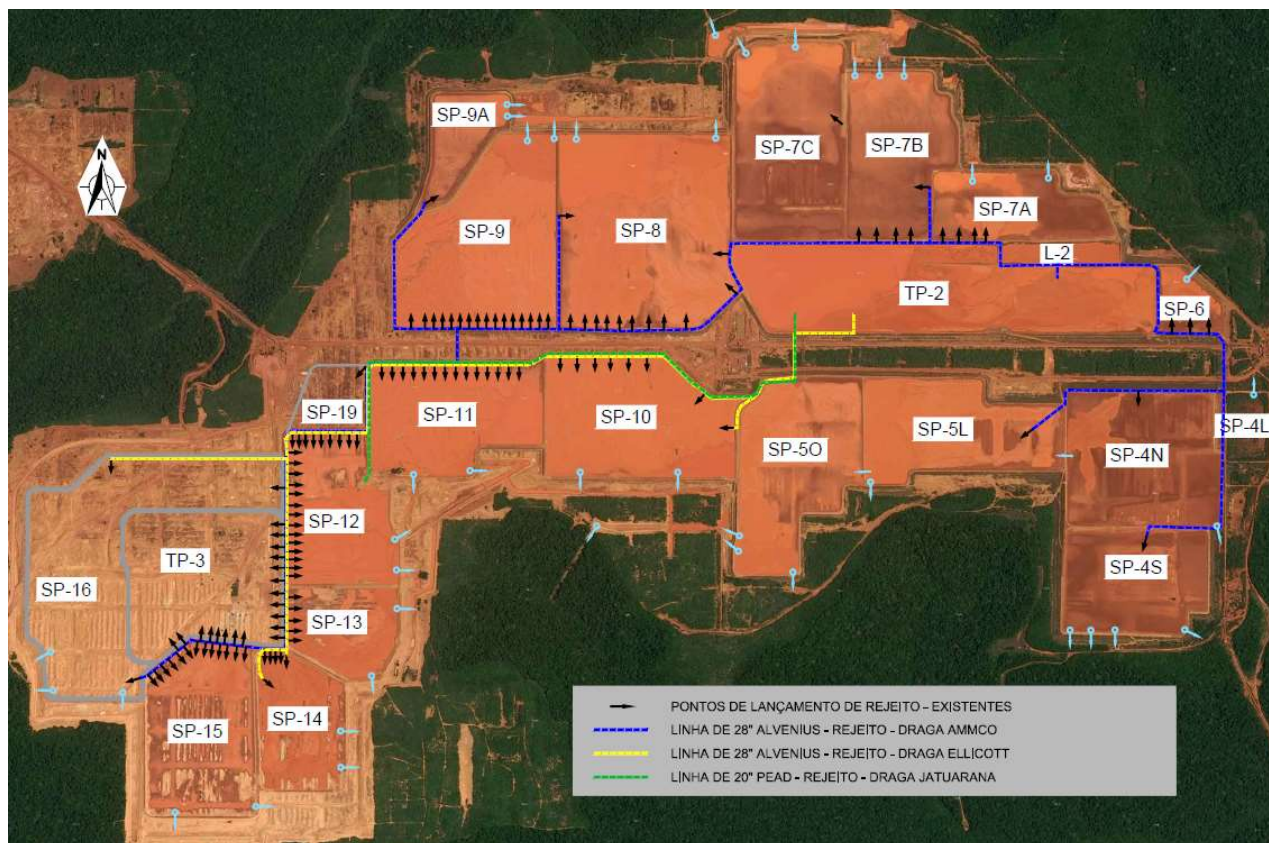 SP-9A
SP-7C
SP-7B
SP-7A
SP-9
SP-8
L-2
TP-2
SP-6
N
SP-19
SP-11
SP-10
SP-5O
SP-5L
SP-4N
SP-4L
SP-12
TP-3
SP-16
SP-4S
SP-13
SP-15
SP-14
PONTOS DE LANÇAMENTO DE REJEITO - EXISTENTES
LINHA DE 28" ALVENIUS - REJEITO - DRAGA AMMCO
LINHA DE 28" ALVENIUS - REJEITO - DRAGA ELLICOTT
LINHA DE 20" PEAD - REJEITO - DRAGA JATUARANA